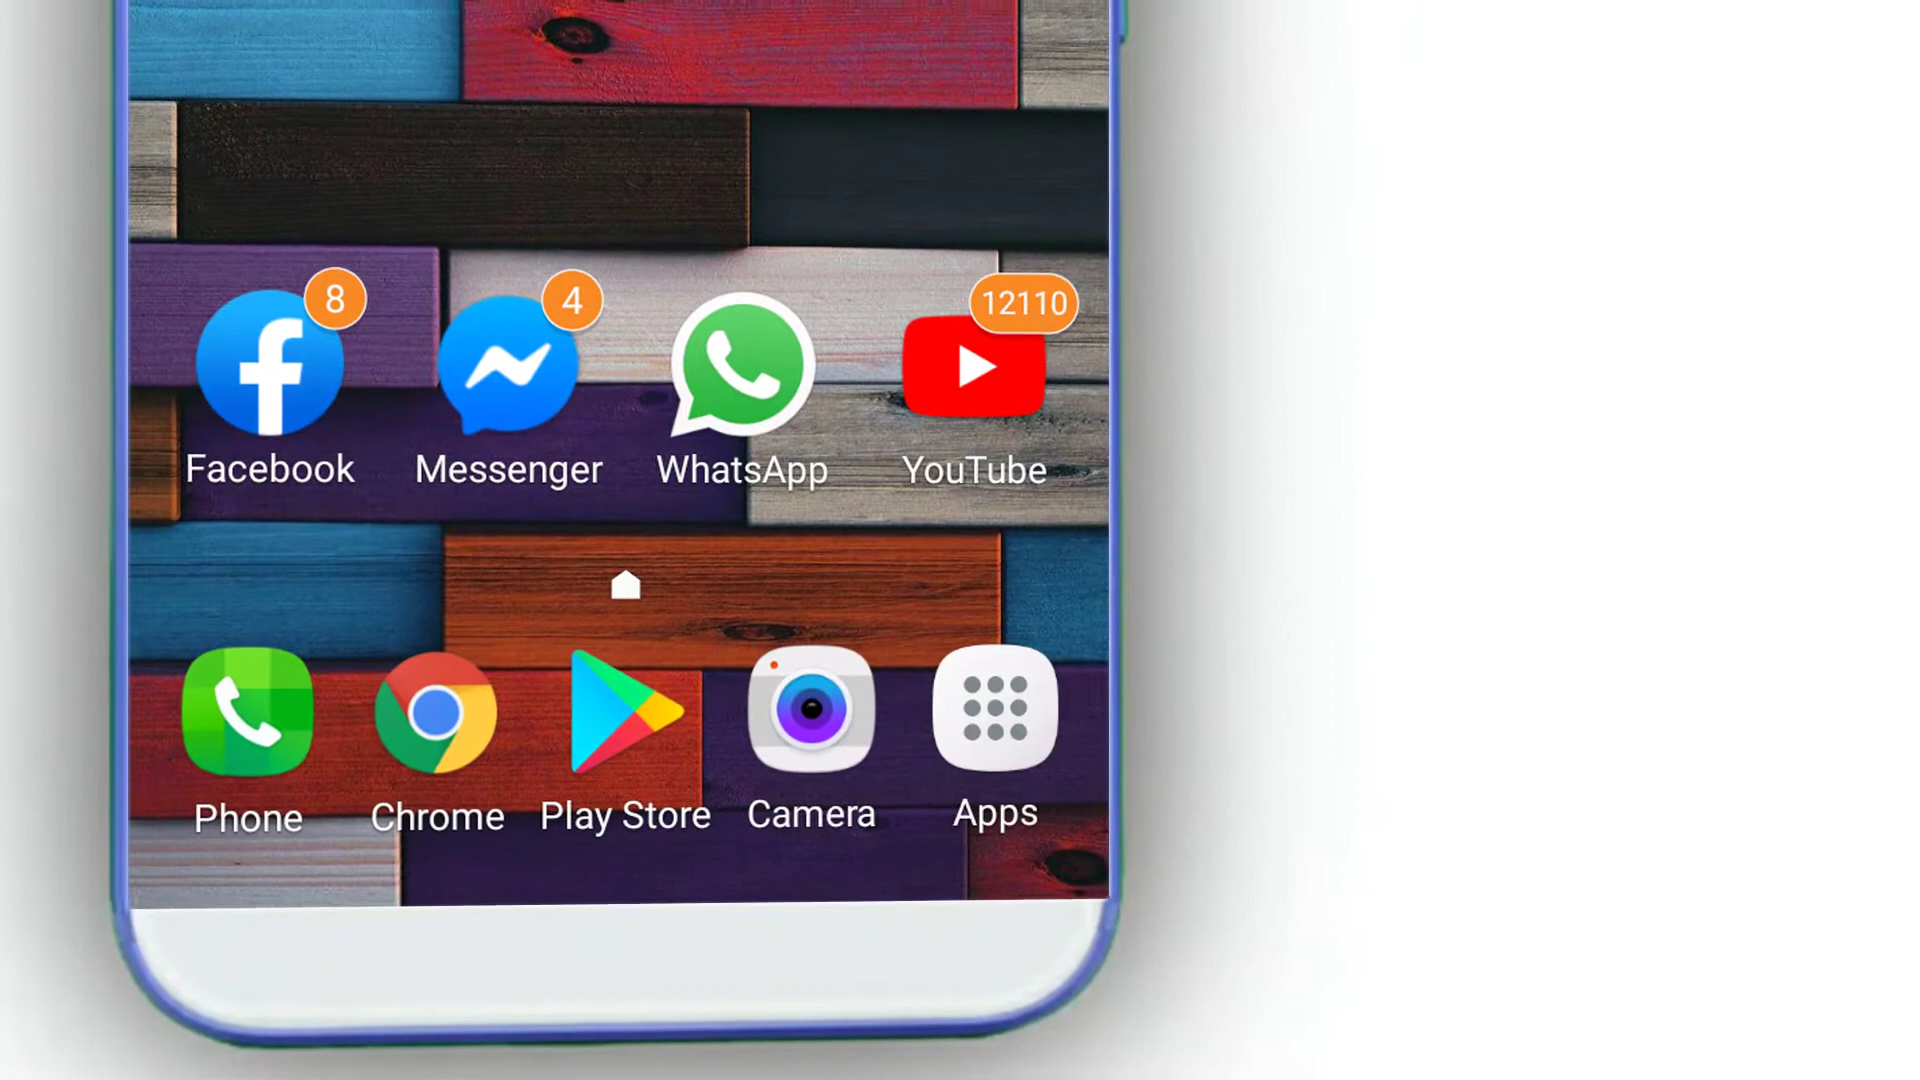 8
4
12110
Facebook
Messenger
WhatsApp
YouTube
Phone
Chrome
Play Store
Camera
Apps